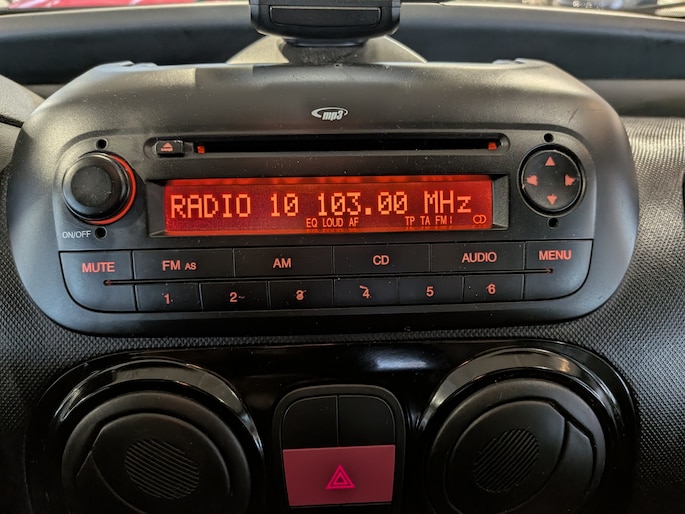 mp3
RADIO 10 103.00 MHz
EQ LOUD AF TP TA FM1 CD
ON/OFF
MUTE FM AS AM CD AUDIO MENU
1 2 3 4 5 6